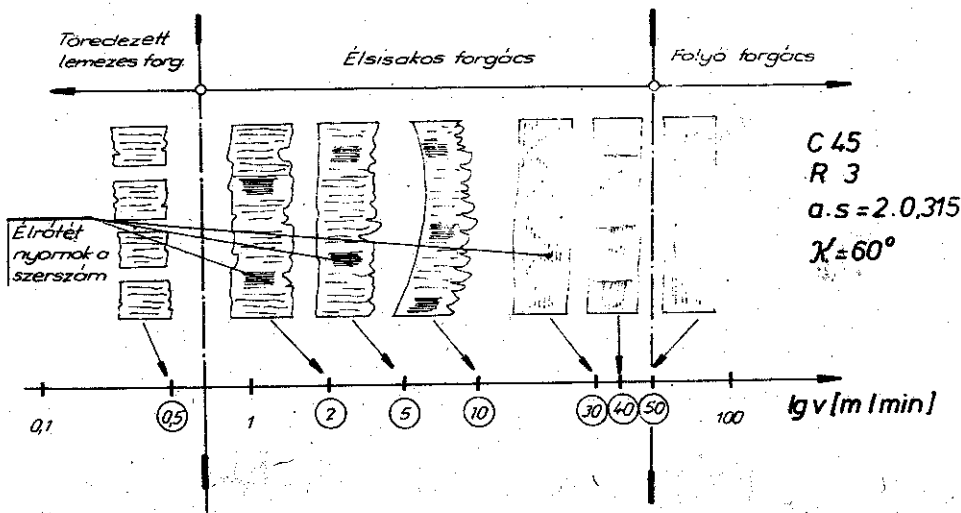 Töredezett
lemezes forg.
Élsisakos forgács
Folyó forgács
C 45
R 3
a.s=2.0,315
ϰ=60°
Élrátét
nyomok a
szerszám
0,1
0,5
1
2
5
10
30
40
50
100
lg v [m/min]